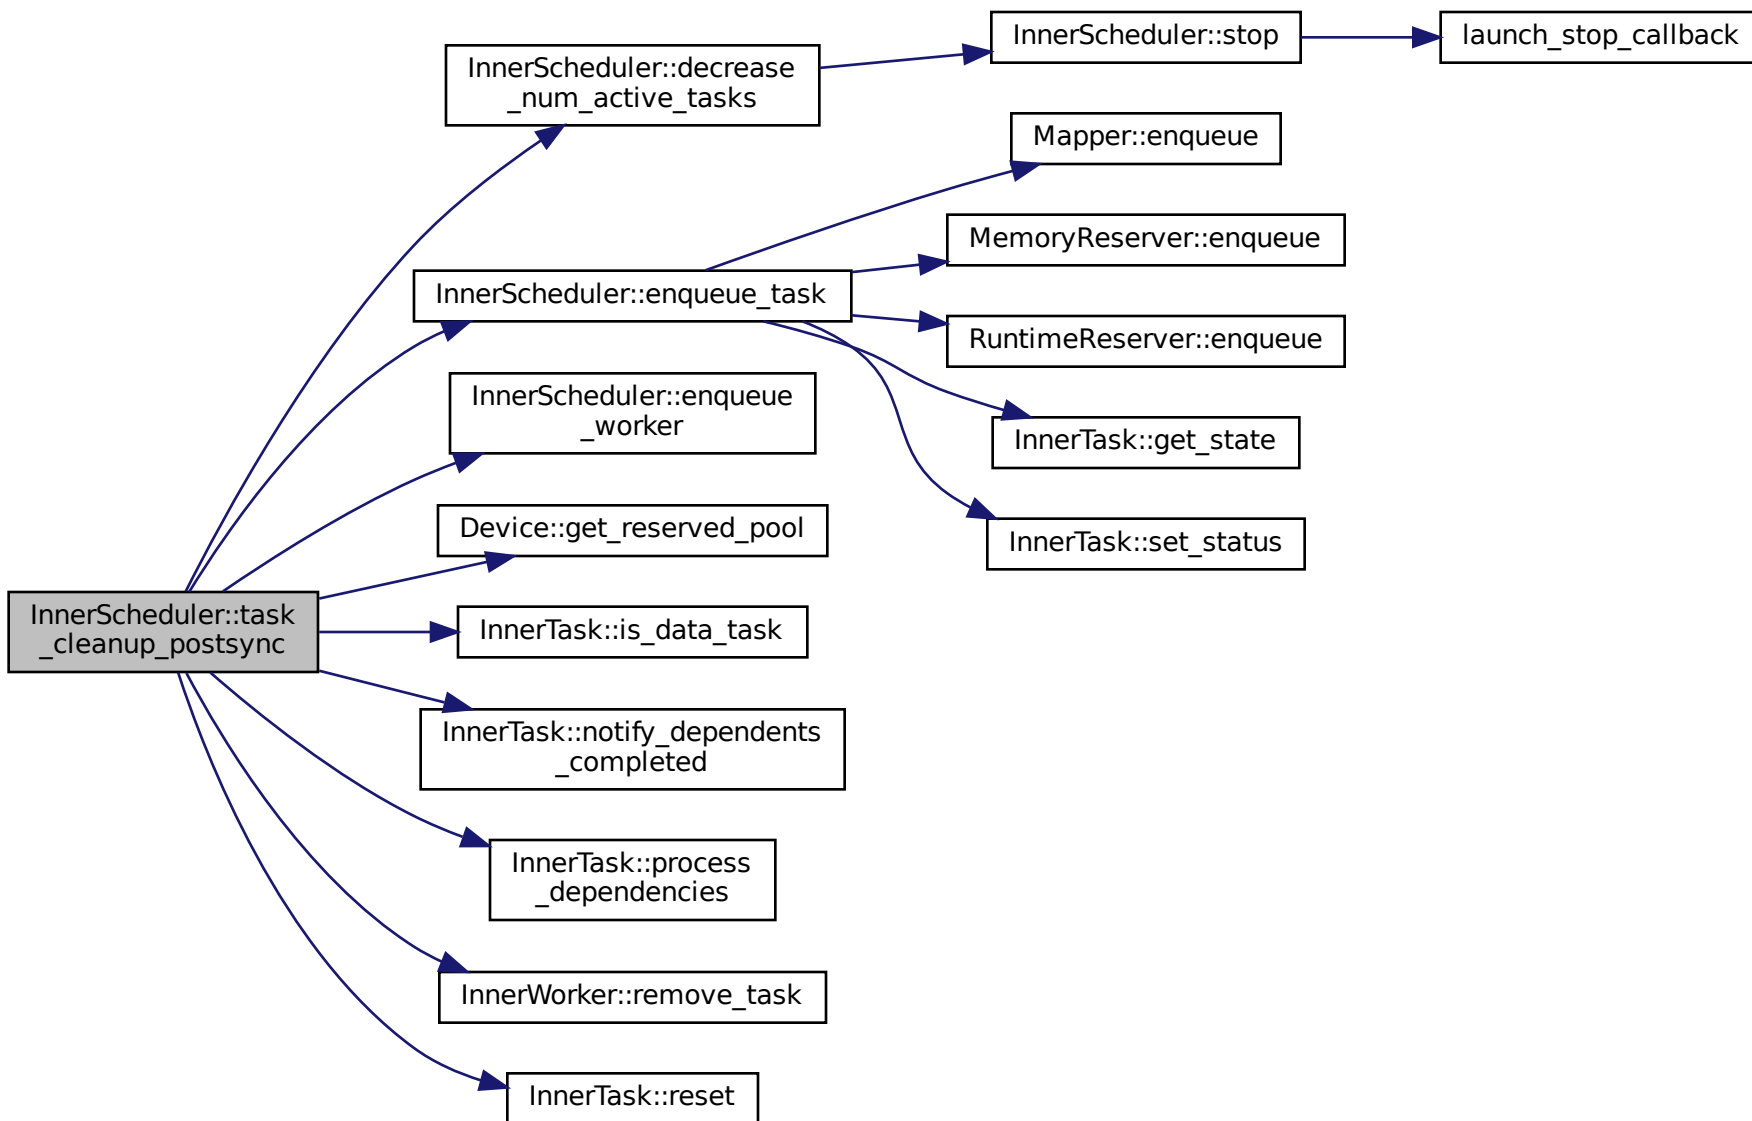 InnerScheduler::task
_cleanup_postsync
InnerScheduler::decrease
_num_active_tasks
InnerScheduler::stop
launch_stop_callback
InnerScheduler::enqueue_task
Mapper::enqueue
MemoryReserver::enqueue
RuntimeReserver::enqueue
InnerTask::get_state
InnerTask::set_status
InnerScheduler::enqueue
_worker
Device::get_reserved_pool
InnerTask::is_data_task
InnerTask::notify_dependents
_completed
InnerTask::process
_dependencies
InnerWorker::remove_task
InnerTask::reset